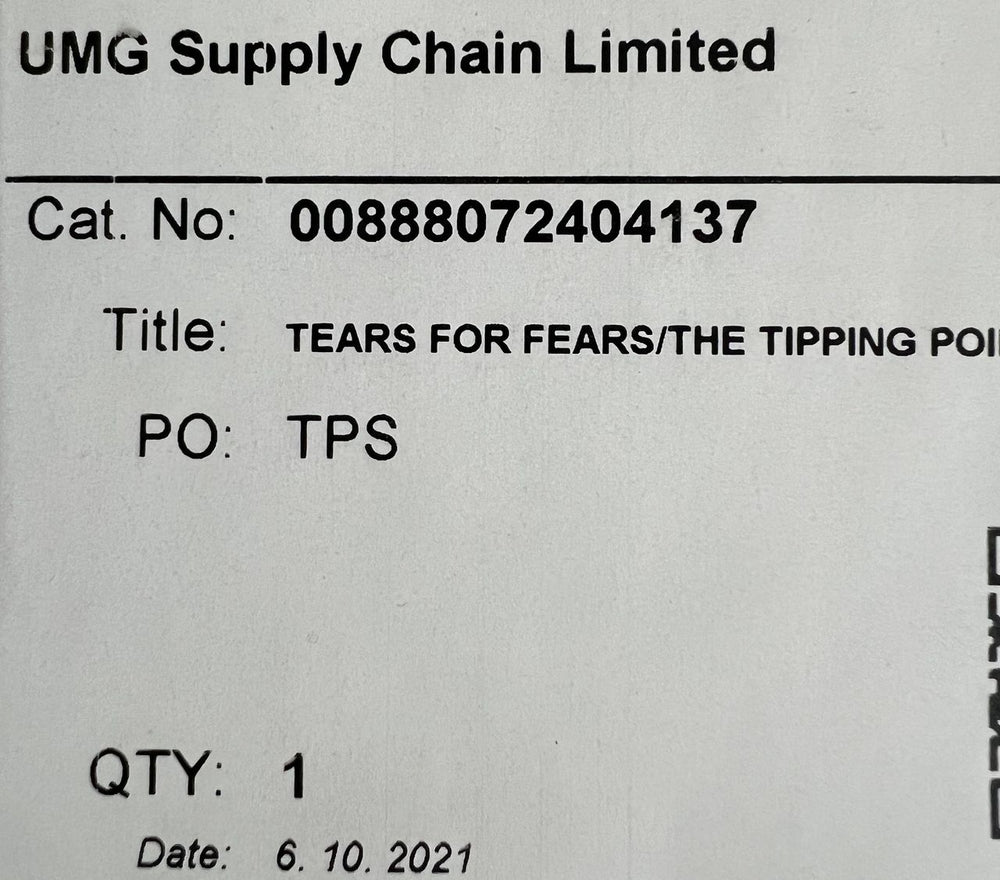 UMG Supply Chain Limited
Cat. No: 00888072404137
Title: TEARS FOR FEARS/THE TIPPING POI
PO: TPS
QTY: 1
Date: 6. 10. 2021